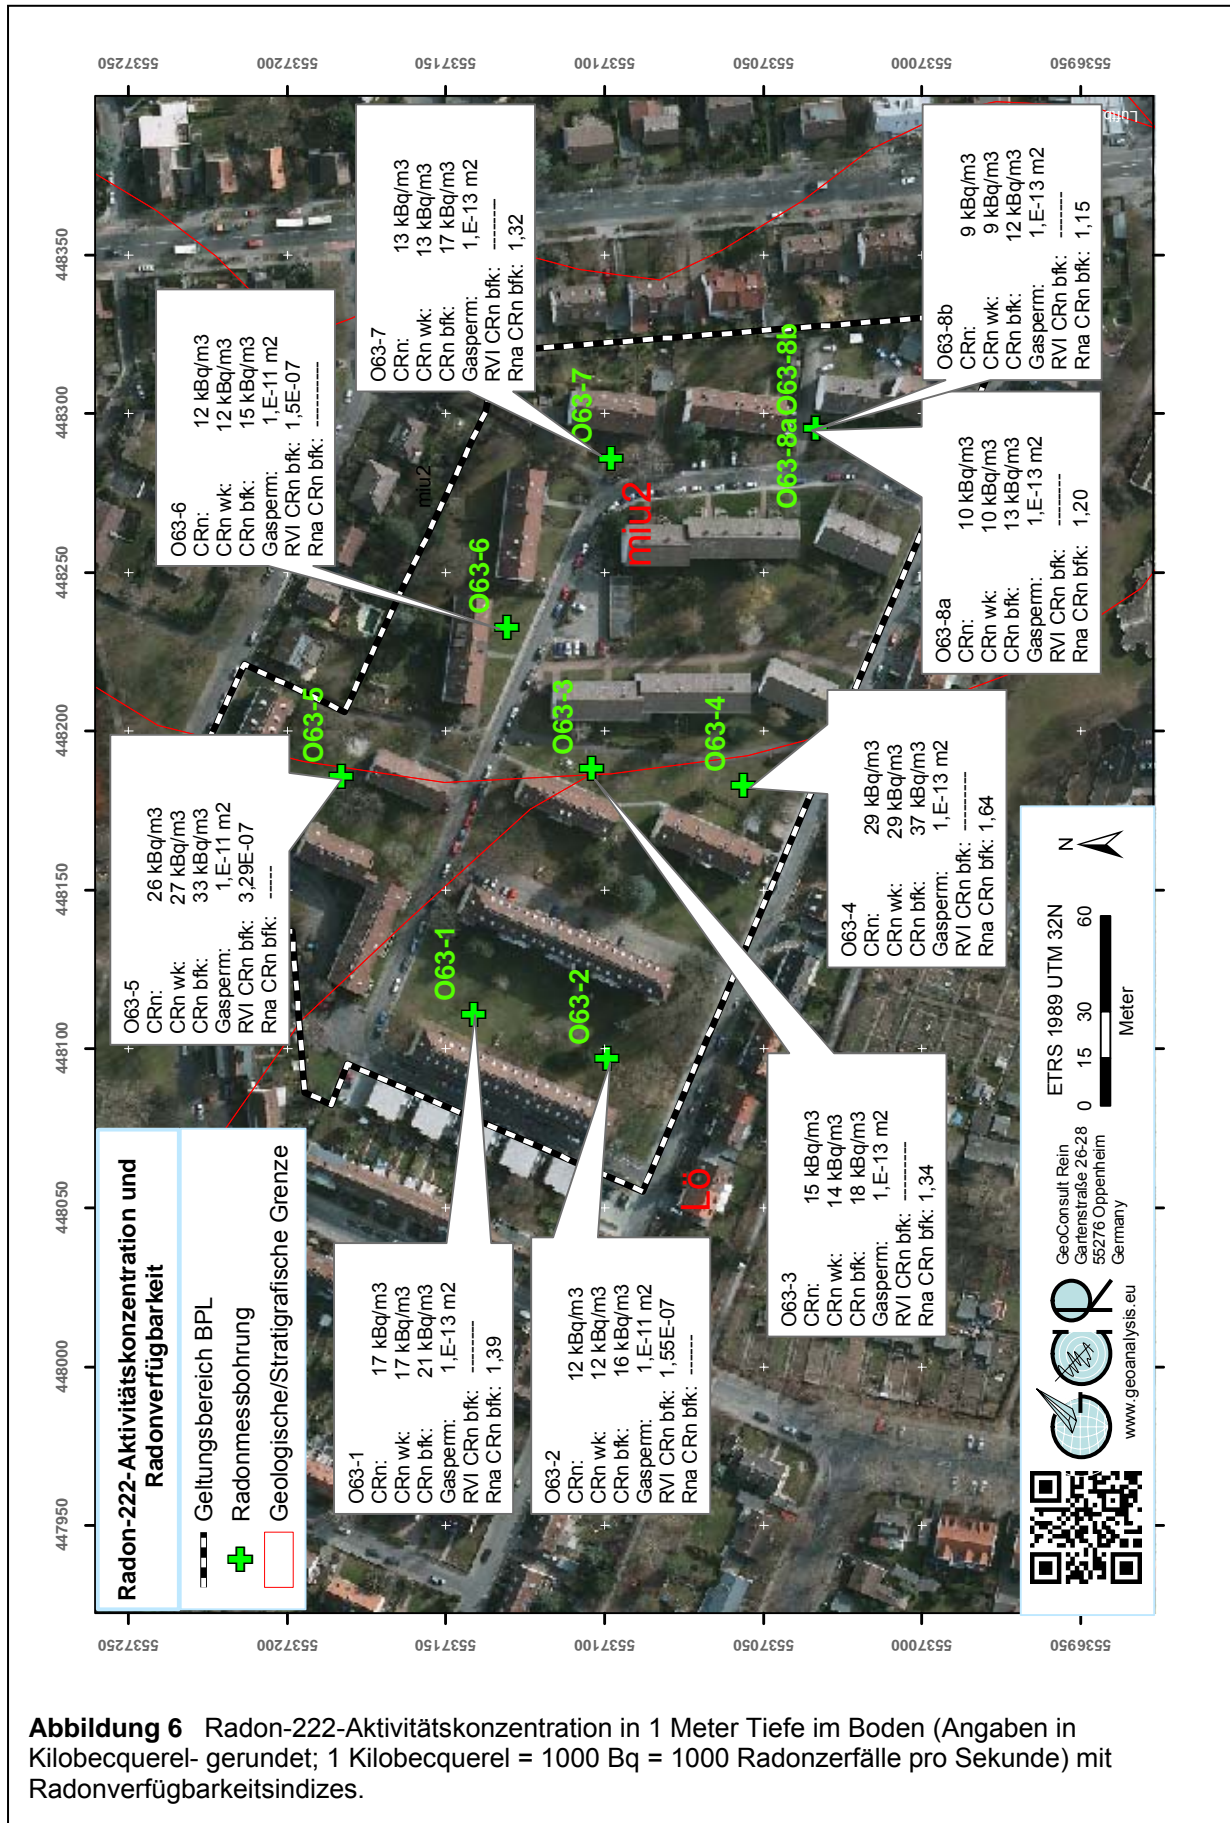 Radon-222-Aktivitätskonzentration und
Radonverfügbarkeit
Geltungsbereich BPL
Radonmessbohrung
Geologische/Stratigrafische Grenze
447950
448000
448050
448100
448150
448200
448250
448300
448350
5537250
5537200
5537150
5537100
5537050
5537000
5536950
5537250
5537200
5537150
5537100
5537050
5537000
5536950
O63-1
CRn: 17 kBq/m3
CRn wk: 17 kBq/m3
CRn bfk: 21 kBq/m3
Gasperm: 1,E-13 m2
RVI CRn bfk: --------
Rna CRn bfk: 1,39
O63-2
CRn: 12 kBq/m3
CRn wk: 12 kBq/m3
CRn bfk: 16 kBq/m3
Gasperm: 1,E-11 m2
RVI CRn bfk: 1,55E-07
Rna CRn bfk: ------
O63-3
CRn: 15 kBq/m3
CRn wk: 14 kBq/m3
CRn bfk: 18 kBq/m3
Gasperm: 1,E-13 m2
RVI CRn bfk: ----------
Rna CRn bfk: 1,34
O63-4
CRn: 29 kBq/m3
CRn wk: 29 kBq/m3
CRn bfk: 37 kBq/m3
Gasperm: 1,E-13 m2
RVI CRn bfk: ----------
Rna CRn bfk: 1,64
O63-5
CRn: 26 kBq/m3
CRn wk: 27 kBq/m3
CRn bfk: 33 kBq/m3
Gasperm: 1,E-11 m2
RVI CRn bfk: 3,29E-07
Rna CRn bfk: -----
O63-6
CRn: 12 kBq/m3
CRn wk: 12 kBq/m3
CRn bfk: 15 kBq/m3
Gasperm: 1,E-11 m2
RVI CRn bfk: 1,5E-07
Rna CRn bfk: ----------
O63-7
CRn: 13 kBq/m3
CRn wk: 13 kBq/m3
CRn bfk: 17 kBq/m3
Gasperm: 1,E-13 m2
RVI CRn bfk: --------
Rna CRn bfk: 1,32
O63-8a
CRn: 10 kBq/m3
CRn wk: 10 kBq/m3
CRn bfk: 13 kBq/m3
Gasperm: 1,E-13 m2
RVI CRn bfk: --------
Rna CRn bfk: 1,20
O63-8b
CRn: 9 kBq/m3
CRn wk: 9 kBq/m3
CRn bfk: 12 kBq/m3
Gasperm: 1,E-13 m2
RVI CRn bfk: --------
Rna CRn bfk: 1,15
O63-1
O63-2
O63-3
O63-4
O63-5
O63-6
O63-7
O63-8a
O63-8b
miu2
miu2
Lö
www.geoanalysis.eu
GeoConsult Rein
Gartenstraße 26-28
55276 Oppenheim
Germany
ETRS 1989 UTM 32N
0 15 30 60
Meter
N
Abbildung 6 Radon-222-Aktivitätskonzentration in 1 Meter Tiefe im Boden (Angaben in
Kilobecquerel- gerundet; 1 Kilobecquerel = 1000 Bq = 1000 Radonzerfälle pro Sekunde) mit
Radonverfügbarkeitsindizes.